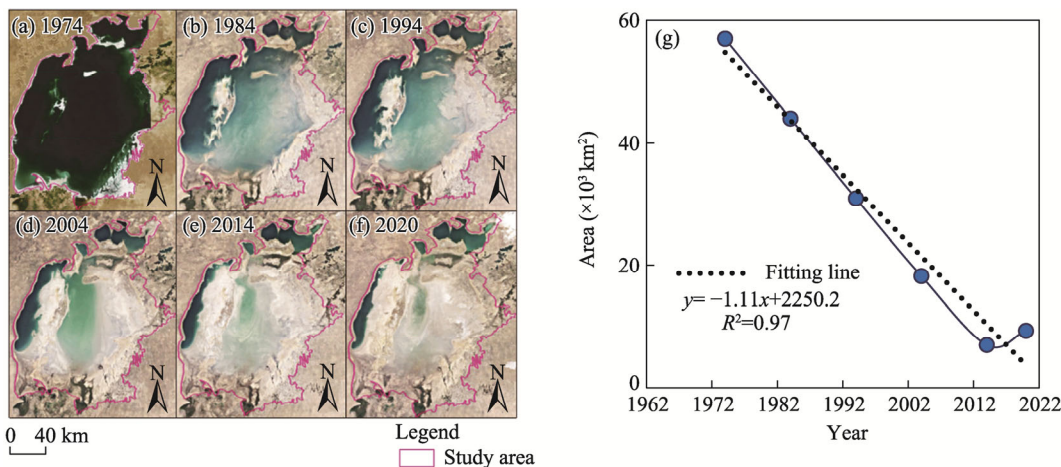 (a) 1974
(b) 1984
(c) 1994
N
N
N
(d) 2004
(e) 2014
(f) 2020
N
N
N
0 40 km
Legend
Study area
(g)
Area (×10³ km²)
60
40
20
0
Fitting line
y= −1.11x+2250.2
R²=0.97
1962 1972 1982 1992 2002 2012 2022
Year